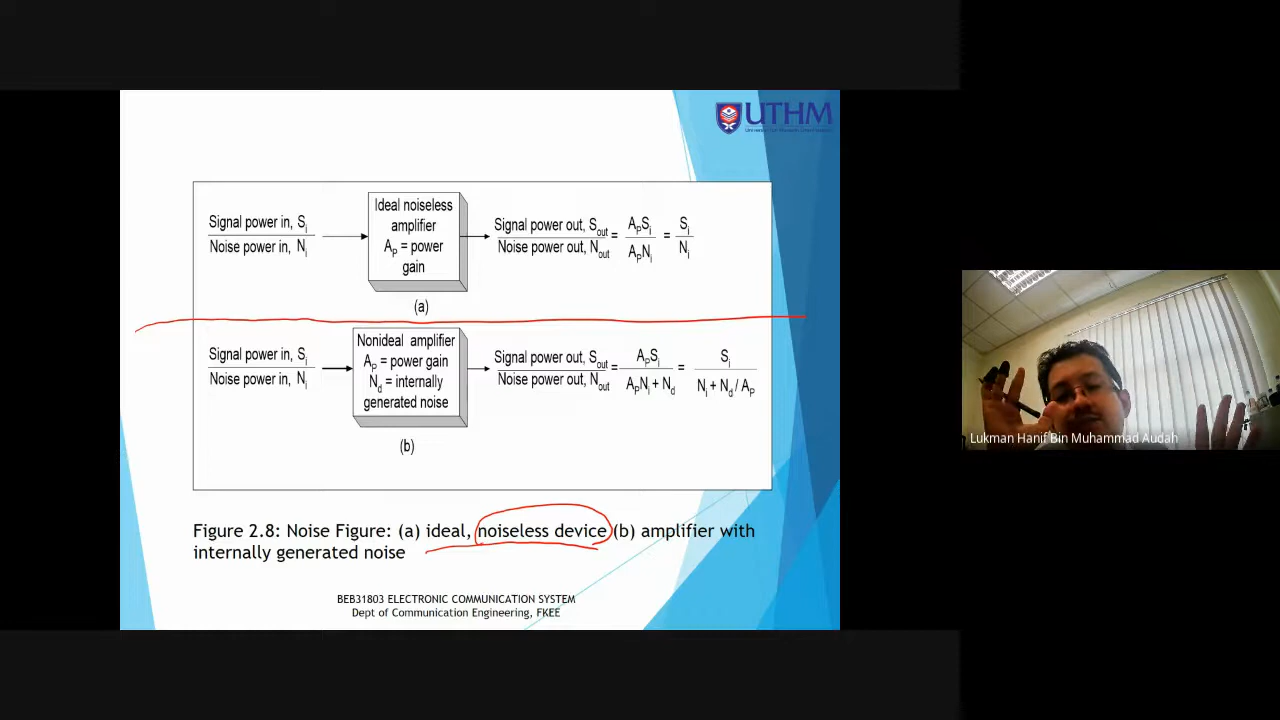 UTHM
Signal power in, Si
Noise power in, Ni
Ideal noiseless
amplifier
AP = power
gain
Signal power out, Sout = APSi = Si
Noise power out, Nout APNi Ni
(a)
Signal power in, Si
Noise power in, Ni
Nonideal amplifier
AP = power gain
Nd = internally
generated noise
Signal power out, Sout = APSi = Si
Noise power out, Nout APNi + Nd Ni + Nd / AP
(b)
Figure 2.8: Noise Figure: (a) ideal, noiseless device (b) amplifier with
internally generated noise
BEB31803 ELECTRONIC COMMUNICATION SYSTEM
Dept of Communication Engineering, FKEE
Lukman Hanif Bin Muhammad Audah